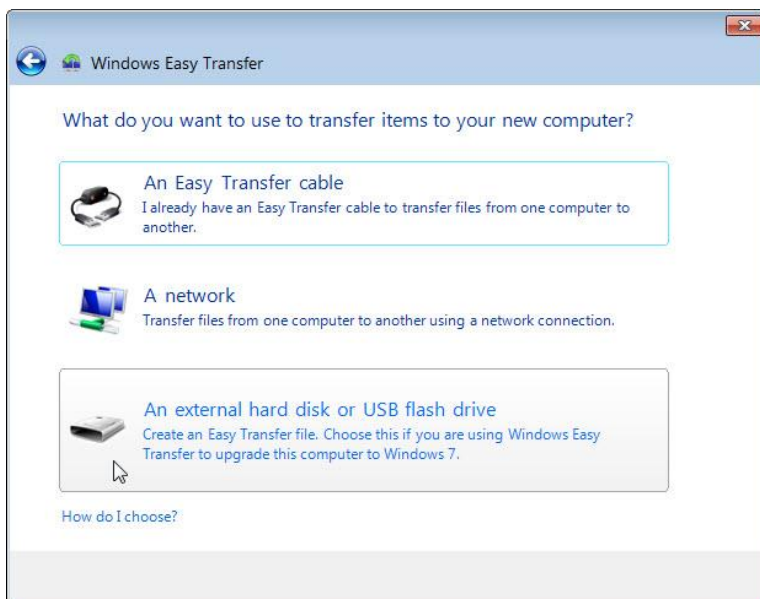 Windows Easy Transfer
What do you want to use to transfer items to your new computer?
An Easy Transfer cable
I already have an Easy Transfer cable to transfer files from one computer to
another.
A network
Transfer files from one computer to another using a network connection.
An external hard disk or USB flash drive
Create an Easy Transfer file. Choose this if you are using Windows Easy
Transfer to upgrade this computer to Windows 7.
How do I choose?